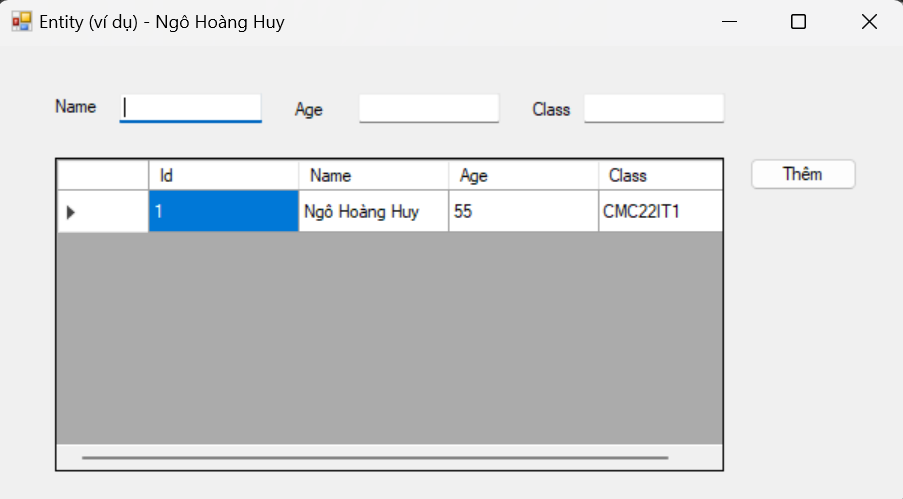 Entity (ví dụ) - Ngô Hoàng Huy
Name Age Class
Id Name Age Class Thêm
1 Ngô Hoàng Huy 55 CMC22IT1